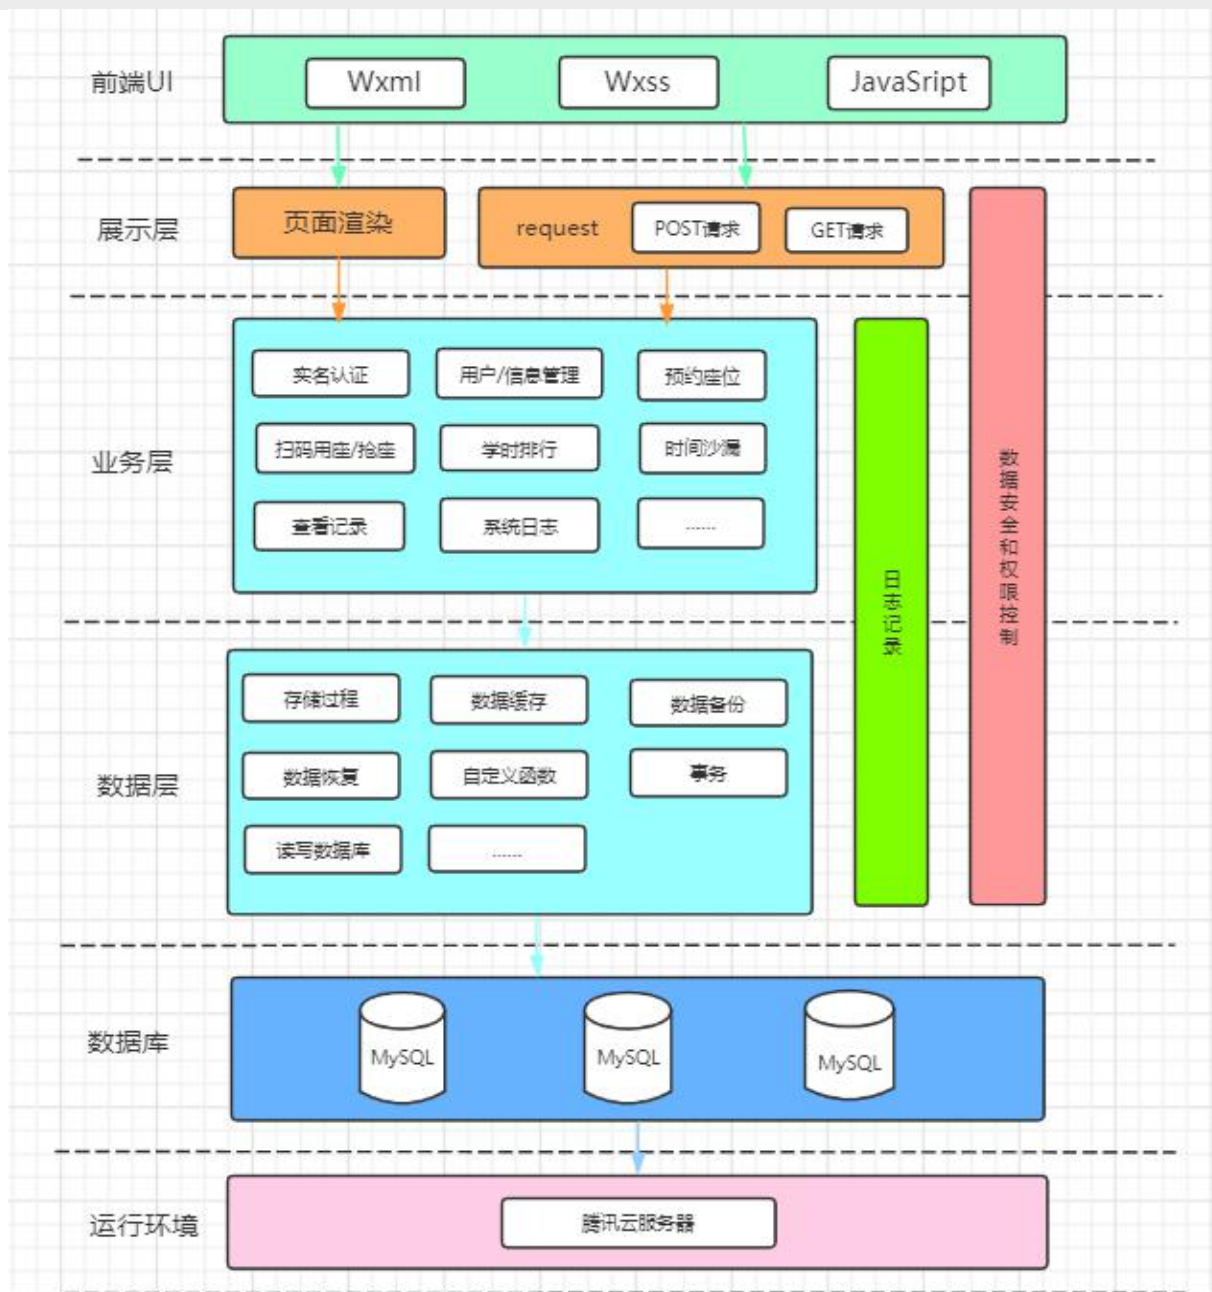 前端UI
Wxml
Wxss
JavaSript
展示层
页面渲染
request
POST请求
GET请求
业务层
实名认证
用户/信息管理
预约座位
扫码用座/抢座
学时排行
时间沙漏
查看记录
系统日志
......
日志记录
数据安全和权限控制
数据层
存储过程
数据缓存
数据备份
数据恢复
自定义函数
事务
读写数据库
......
数据库
MySQL
MySQL
MySQL
运行环境
腾讯云服务器